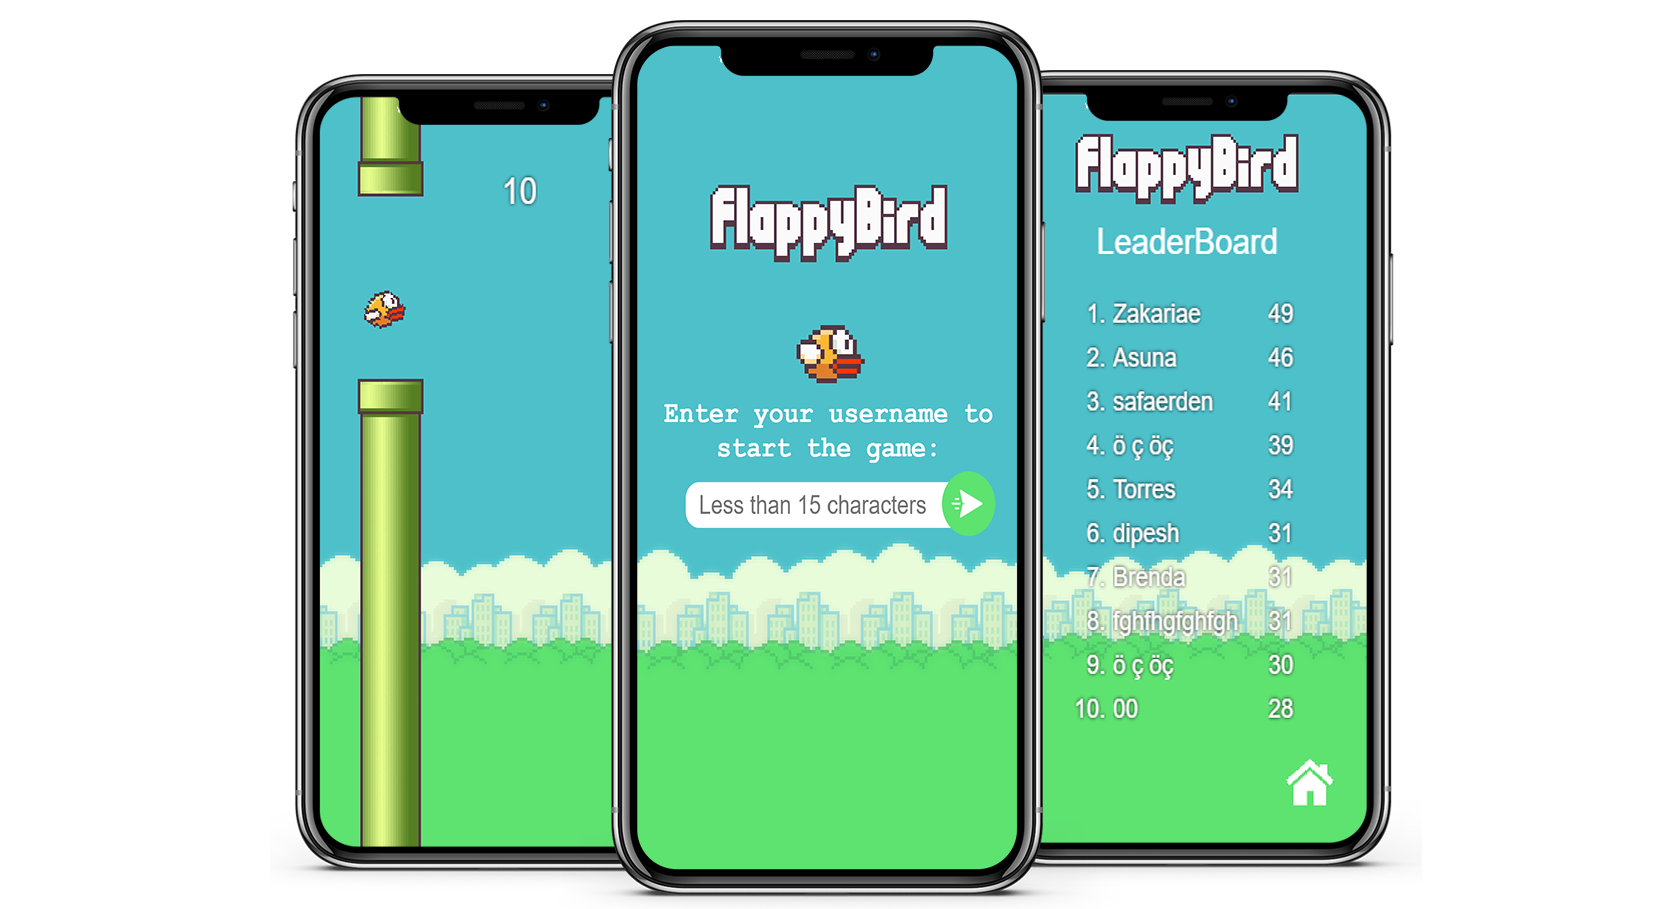 10
FlappyBird
Enter your username to
start the game:
Less than 15 characters
FlappyBird
LeaderBoard
1. Zakariae 49
2. Asuna 46
3. safaerden 41
4. ö ç öç 39
5. Torres 34
6. dipesh 31
7. Brenda 31
8. fghfhgfghfgh 31
9. ö ç öç 30
10. 00 28